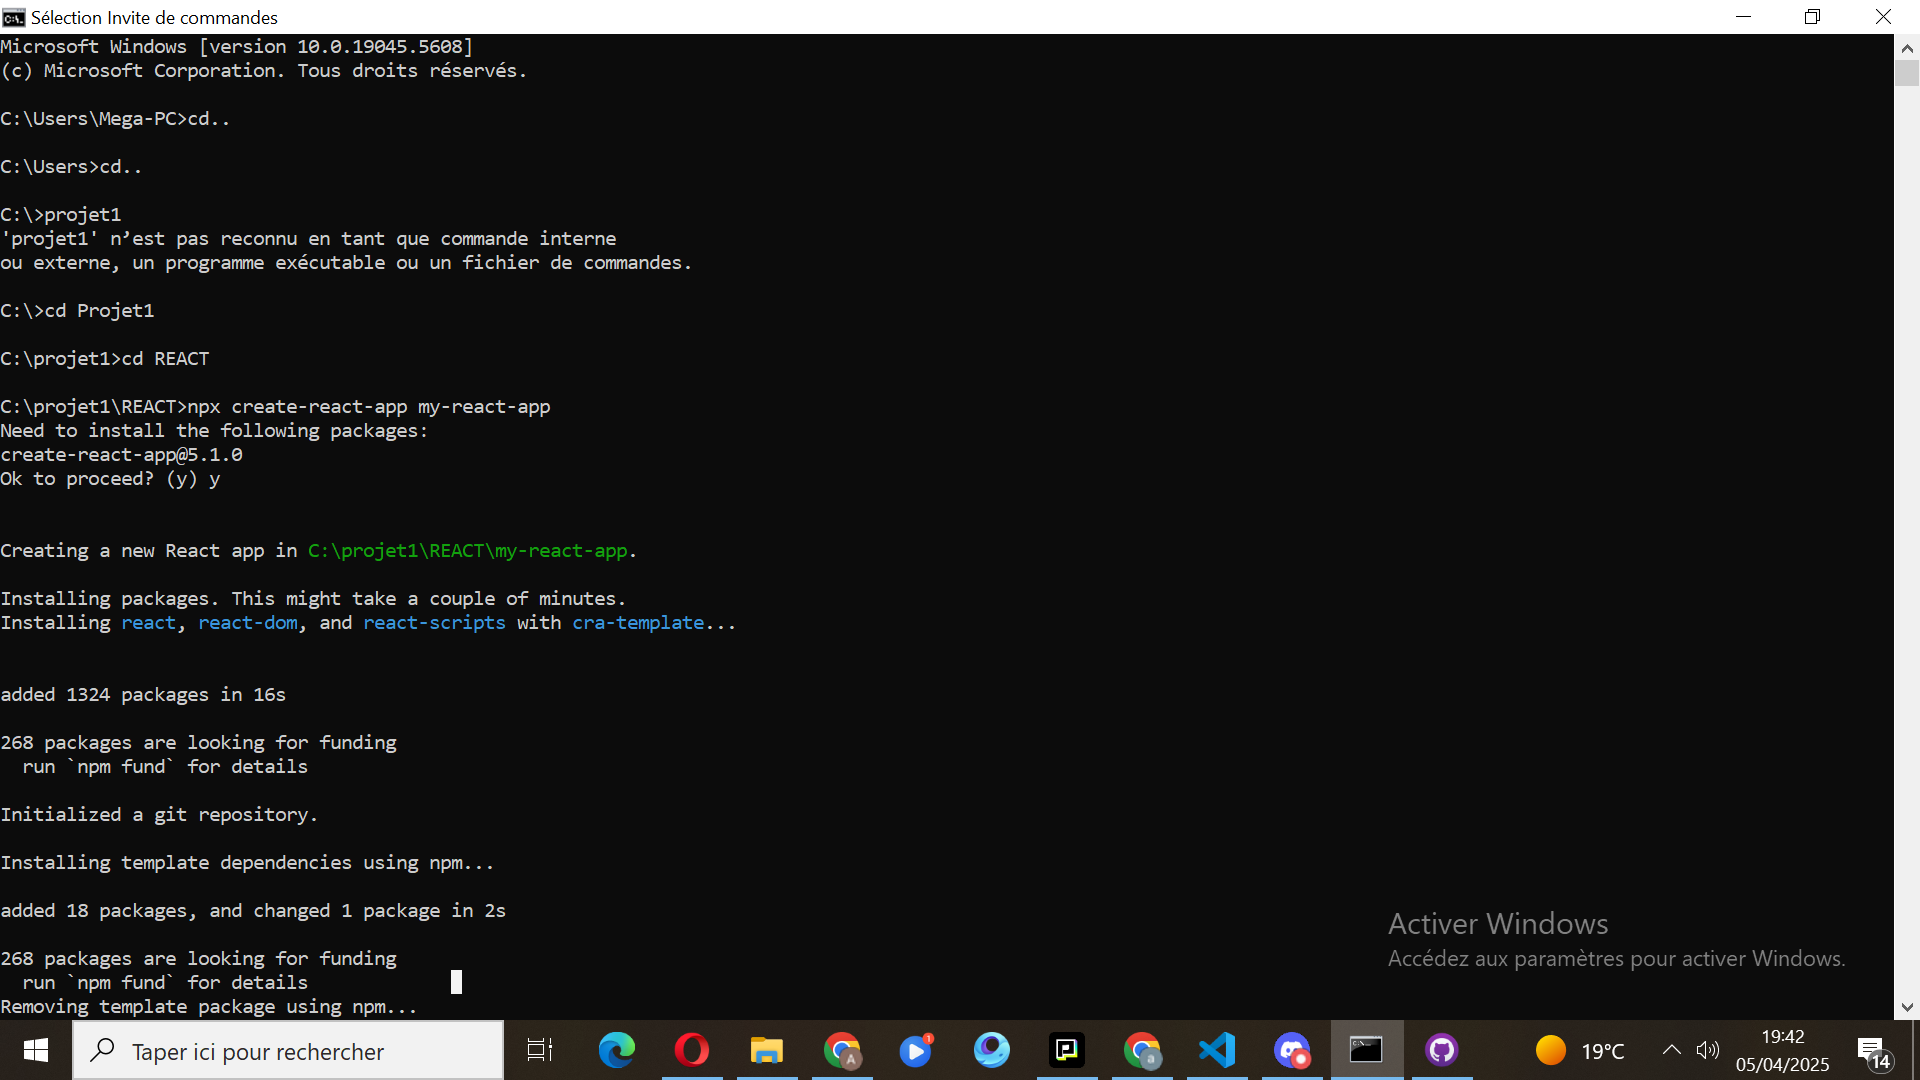 Sélection Invite de commandes
Microsoft Windows [version 10.0.19045.5608]
(c) Microsoft Corporation. Tous droits réservés.
C:\Users\Mega-PC>cd..
C:\Users>cd..
C:\>projet1
'projet1' n’est pas reconnu en tant que commande interne
ou externe, un programme exécutable ou un fichier de commandes.
C:\>cd Projet1
C:\projet1>cd REACT
C:\projet1\REACT>npx create-react-app my-react-app
Need to install the following packages:
create-react-app@5.1.0
Ok to proceed? (y) y
Creating a new React app in C:\projet1\REACT\my-react-app.
Installing packages. This might take a couple of minutes.
Installing react, react-dom, and react-scripts with cra-template...
added 1324 packages in 16s
268 packages are looking for funding
  run `npm fund` for details
Initialized a git repository.
Installing template dependencies using npm...
added 18 packages, and changed 1 package in 2s
268 packages are looking for funding
  run `npm fund` for details
Removing template package using npm...
Activer Windows
Accédez aux paramètres pour activer Windows.
Taper ici pour rechercher
A
1
a
19°C
19:42
05/04/2025
14